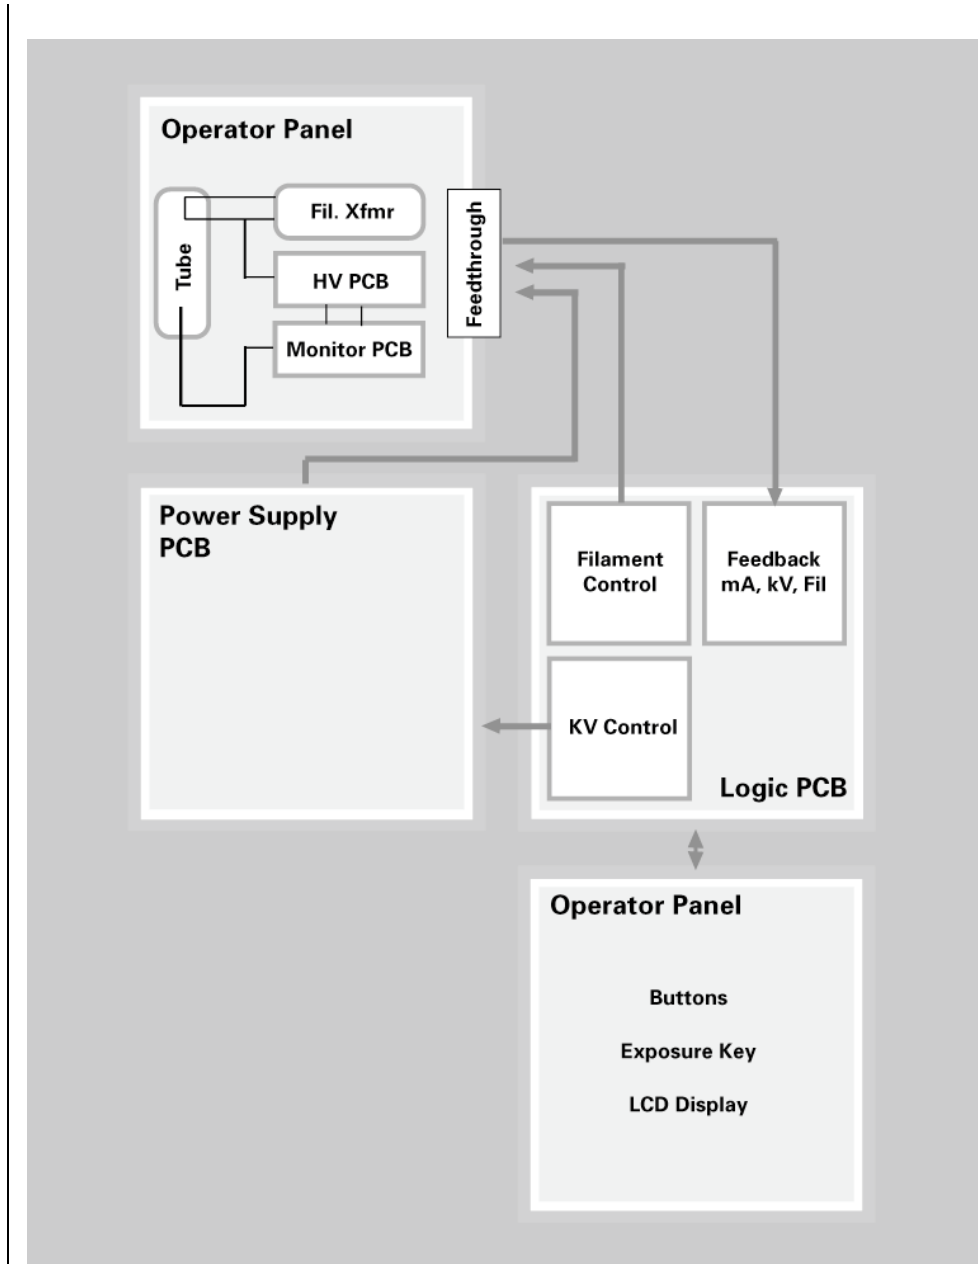 Operator Panel
Fil. Xfmr
Tube
HV PCB
Monitor PCB
Feedthrough
Power Supply
PCB
Filament
Control
Feedback
mA, kV, Fil
KV Control
Logic PCB
Operator Panel
Buttons
Exposure Key
LCD Display